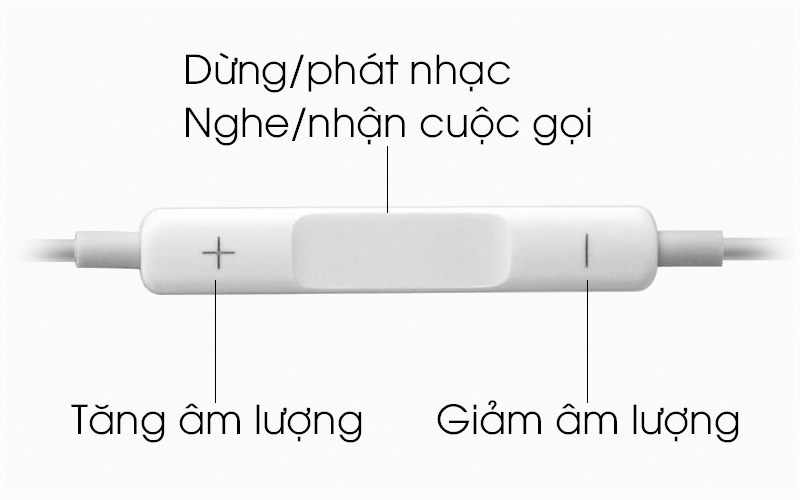 Dừng/phát nhạc
Nghe/nhận cuộc gọi
Tăng âm lượng
Giảm âm lượng